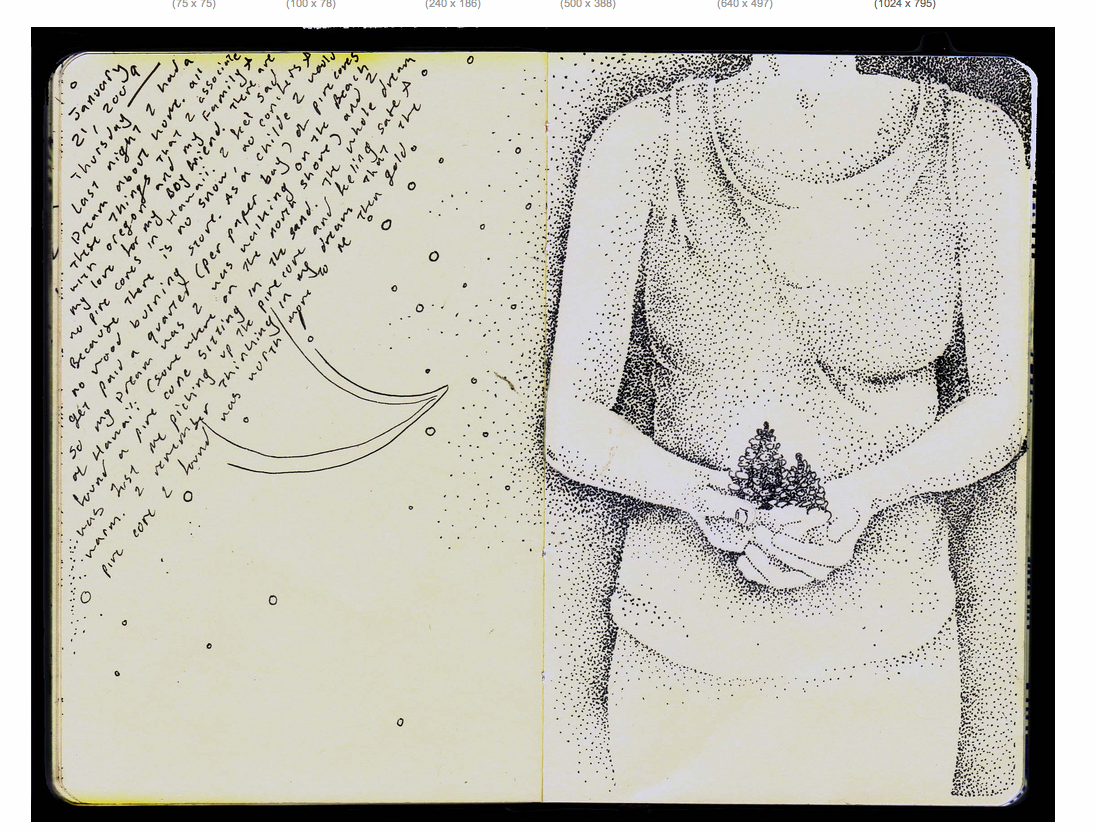 (75 x 75) (100 x 78) (240 x 186) (500 x 388) (640 x 497) (1024 x 795)
January
21, 2009
Thursday
Last night I had a
Dream about home. all
These Things That I associate
with oregon and my Family +
my love for my Boyfriend. There are
no pine cones in Hawaii. I feel sad
Because There is no snow, no +
no wood burning stove. As a childe I would
get paid a quarter (per paper bag) of pine cones
so my Dream was I was walking on the Beach
of Hawaii (some where on the north shore) and
found a Pine cone sitting in the sand. The whole dream
was Just me picking up the pine cone and feeling safe +
warm. I remember Thinking in my dream that The
pine cone I found was worth more to me Then gold